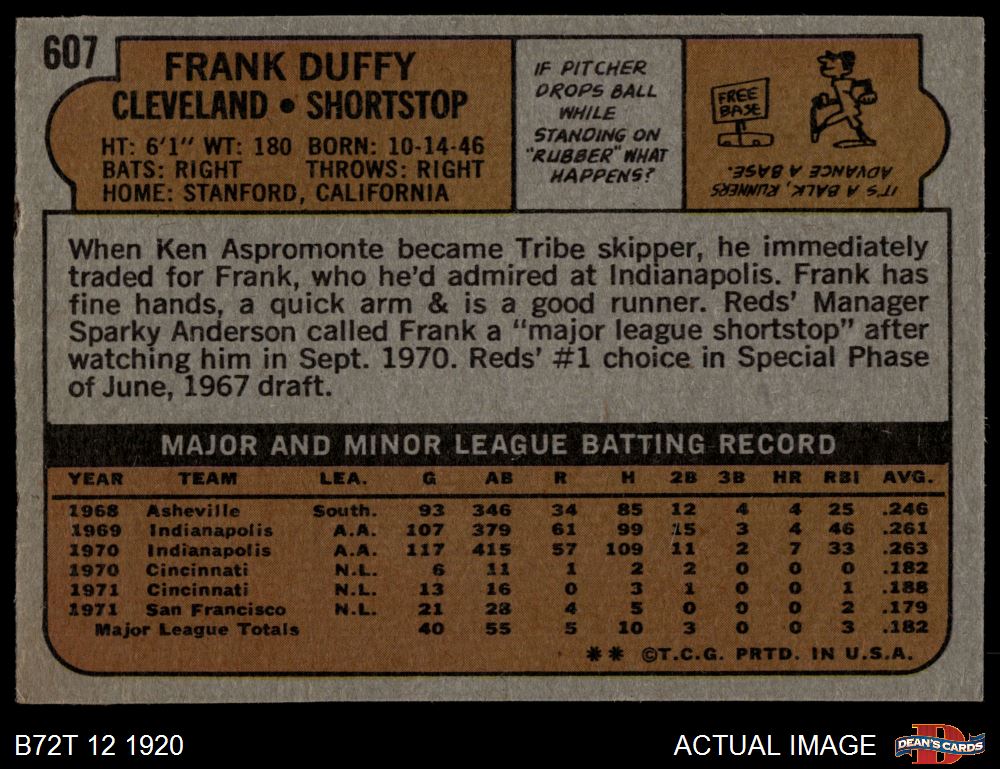 607
FRANK DUFFY
CLEVELAND • SHORTSTOP
HT: 6'1" WT: 180 BORN: 10-14-46
BATS: RIGHT THROWS: RIGHT
HOME: STANFORD, CALIFORNIA
IF PITCHER
DROPS BALL
WHILE
STANDING ON
"RUBBER" WHAT
HAPPENS?
FREE
BASE
IT'S A BALK, RUNNERS
ADVANCE A BASE.
When Ken Aspromonte became Tribe skipper, he immediately
traded for Frank, who he'd admired at Indianapolis. Frank has
fine hands, a quick arm & is a good runner. Reds' Manager
Sparky Anderson called Frank a "major league shortstop" after
watching him in Sept. 1970. Reds' #1 choice in Special Phase
of June, 1967 draft.
MAJOR AND MINOR LEAGUE BATTING RECORD
YEAR TEAM LEA. G AB R H 2B 3B HR RBI AVG.
1968 Asheville South. 93 346 34 85 12 4 4 25 .246
1969 Indianapolis A.A. 107 379 61 99 15 3 4 46 .261
1970 Indianapolis A.A. 117 415 57 109 11 2 7 33 .263
1970 Cincinnati N.L. 6 11 1 2 2 0 0 0 .182
1971 Cincinnati N.L. 13 16 0 3 1 0 0 1 .188
1971 San Francisco N.L. 21 28 4 5 0 0 0 2 .179
Major League Totals 40 55 5 10 3 0 0 3 .182
** ©T.C.G. PRTD. IN U.S.A.
B72T 12 1920
ACTUAL IMAGE
DEAN'S CARDS